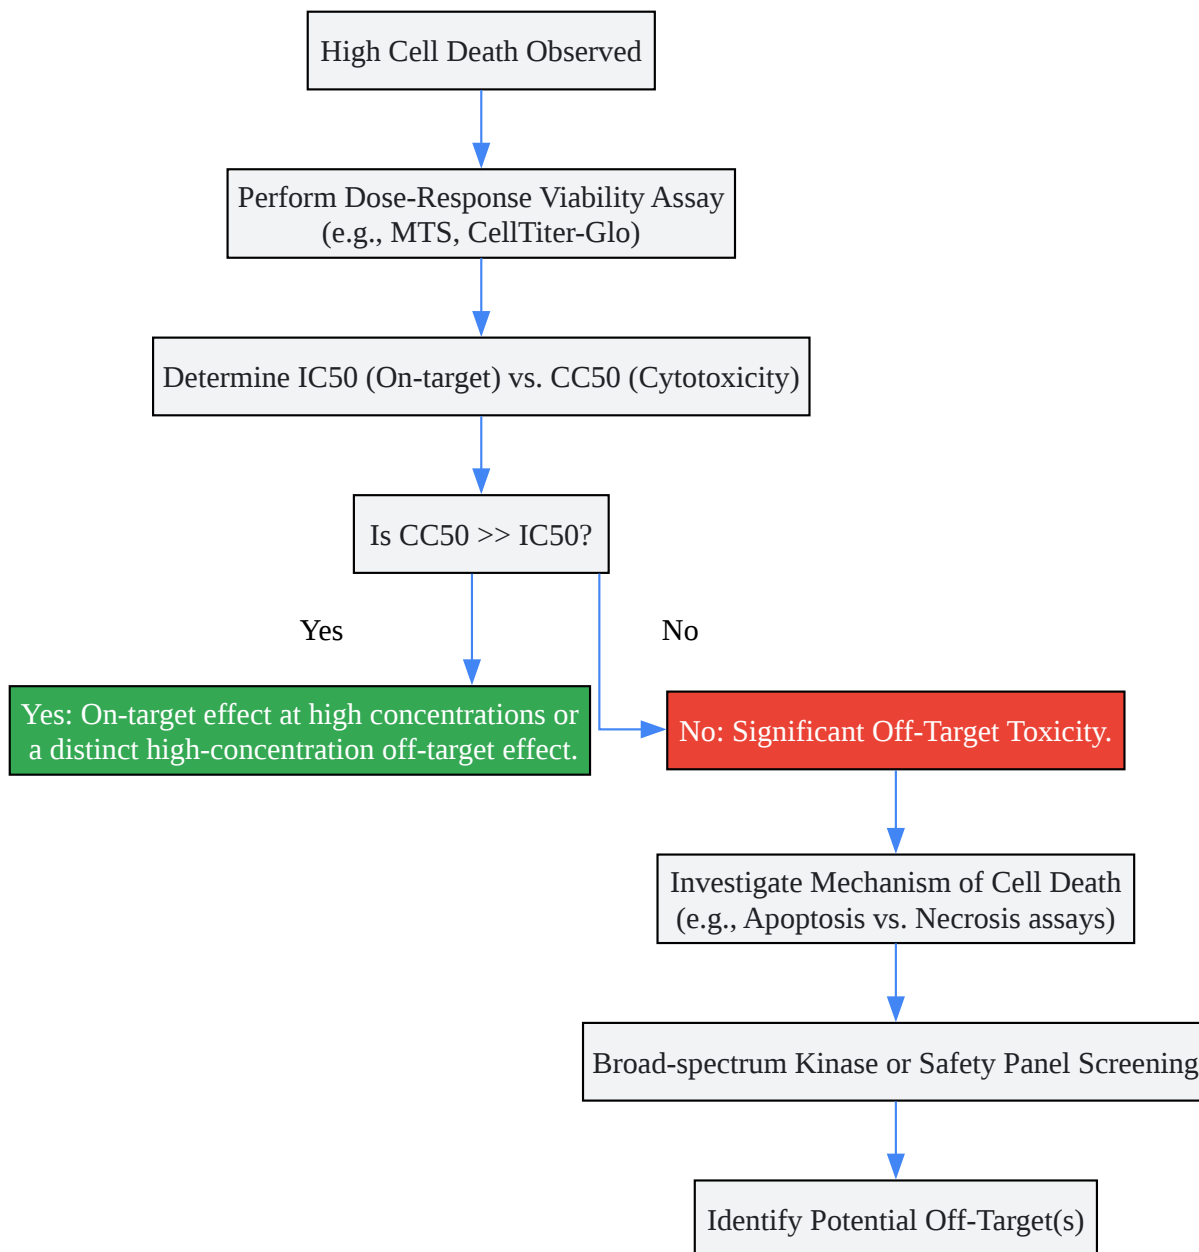 High Cell Death Observed
Perform Dose-Response Viability Assay
(e.g., MTS, CellTiter-Glo)
Determine IC50 (On-target) vs. CC50 (Cytotoxicity)
Is CC50 >> IC50?
Yes
No
Yes: On-target effect at high concentrations or
a distinct high-concentration off-target effect.
No: Significant Off-Target Toxicity.
Investigate Mechanism of Cell Death
(e.g., Apoptosis vs. Necrosis assays)
Broad-spectrum Kinase or Safety Panel Screening
Identify Potential Off-Target(s)